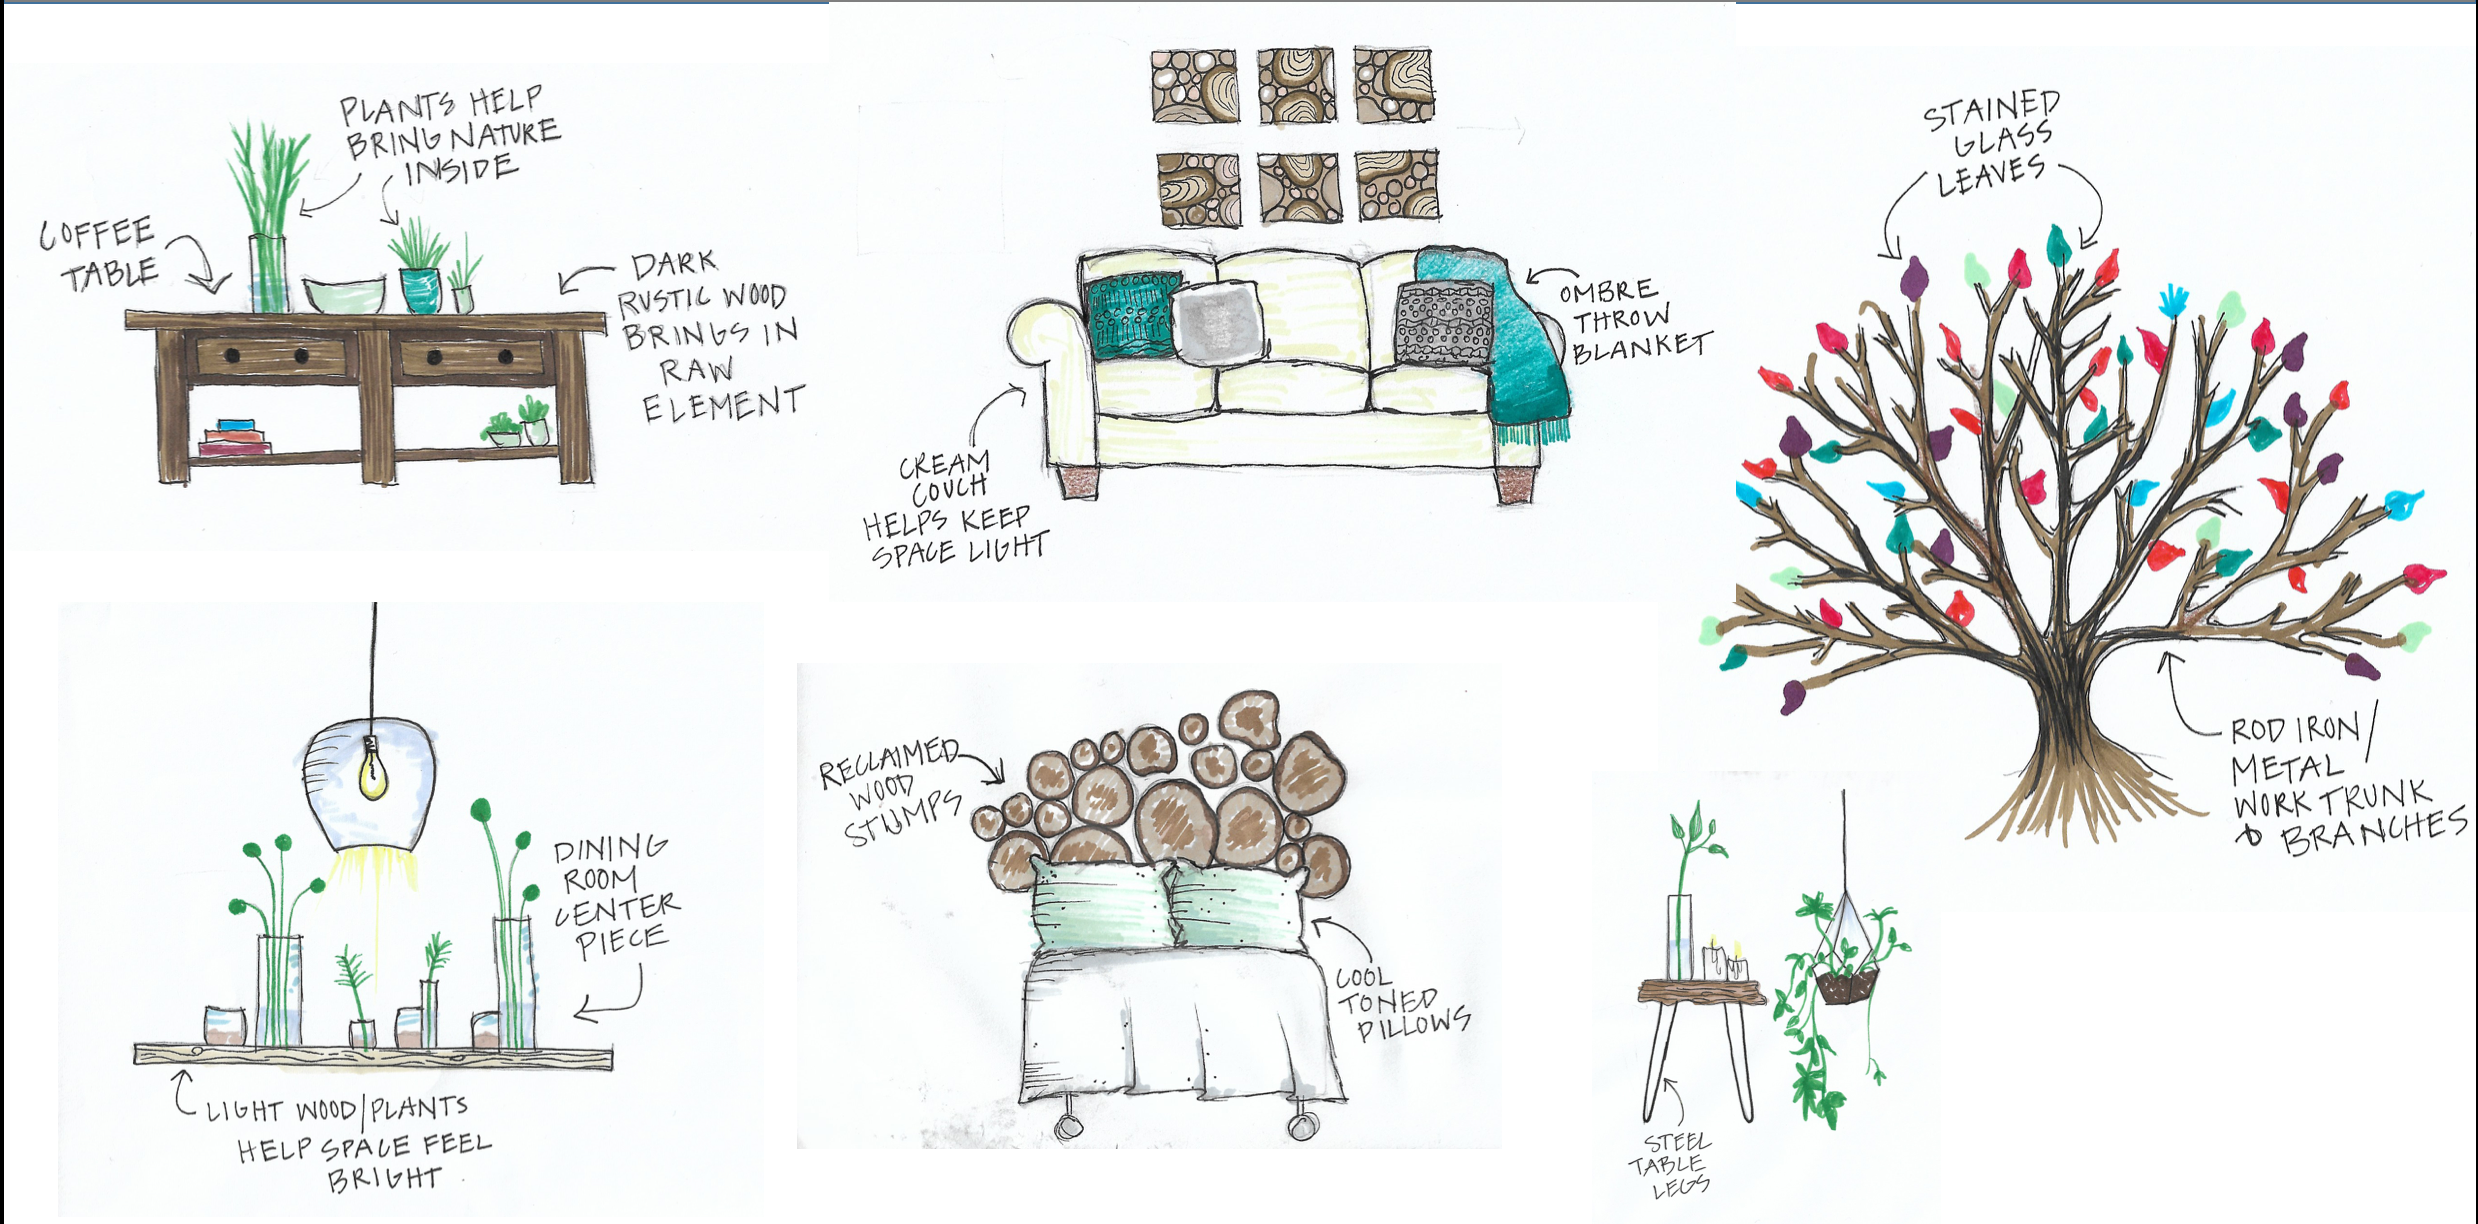 PLANTS HELP
BRING NATURE
INSIDE
COFFEE
TABLE
DARK
RUSTIC WOOD
BRINGS IN
RAW
ELEMENT
OMBRE
THROW
BLANKET
CREAM
COUCH
HELPS KEEP
SPACE LIGHT
STAINED
GLASS
LEAVES
ROD IRON/
METAL
WORK TRUNK
& BRANCHES
DINING
ROOM
CENTER
PIECE
LIGHT WOOD/PLANTS
HELP SPACE FEEL
BRIGHT
RECLAIMED
WOOD
STUMPS
COOL
TONED
PILLOWS
STEEL
TABLE
LEGS